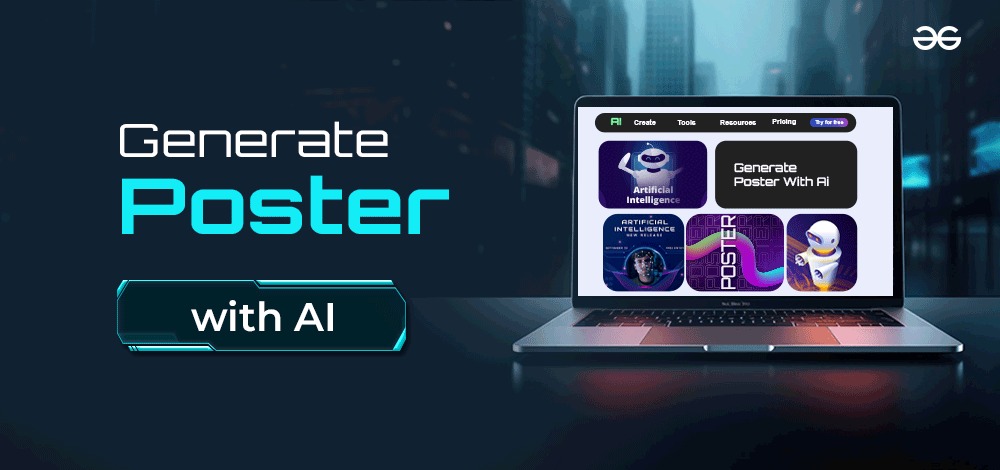 Generate
Poster
with AI
AI Create Tools Resources Pricing Try for free
Artificial
Intelligence
Generate
Poster With Ai
ARTIFICIAL
INTELLIGENCE
NEW RELEASE
POSTER